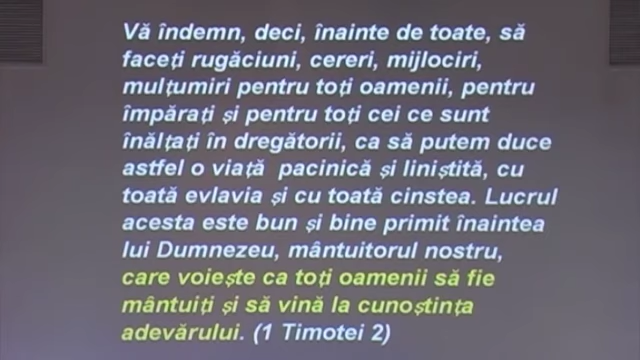 Vă îndemn, deci, înainte de toate, să
faceți rugăciuni, cereri, mijlociri,
mulțumiri pentru toți oamenii, pentru
împărați și pentru toți cei ce sunt
înălțați în dregătorii, ca să putem duce
astfel o viață pacinică și liniștită, cu
toată evlavia și cu toată cinstea. Lucrul
acesta este bun și bine primit înaintea
lui Dumnezeu, mântuitorul nostru,
care voiește ca toți oamenii să fie
mântuiți și să vină la cunoștința
adevărului. (1 Timotei 2)